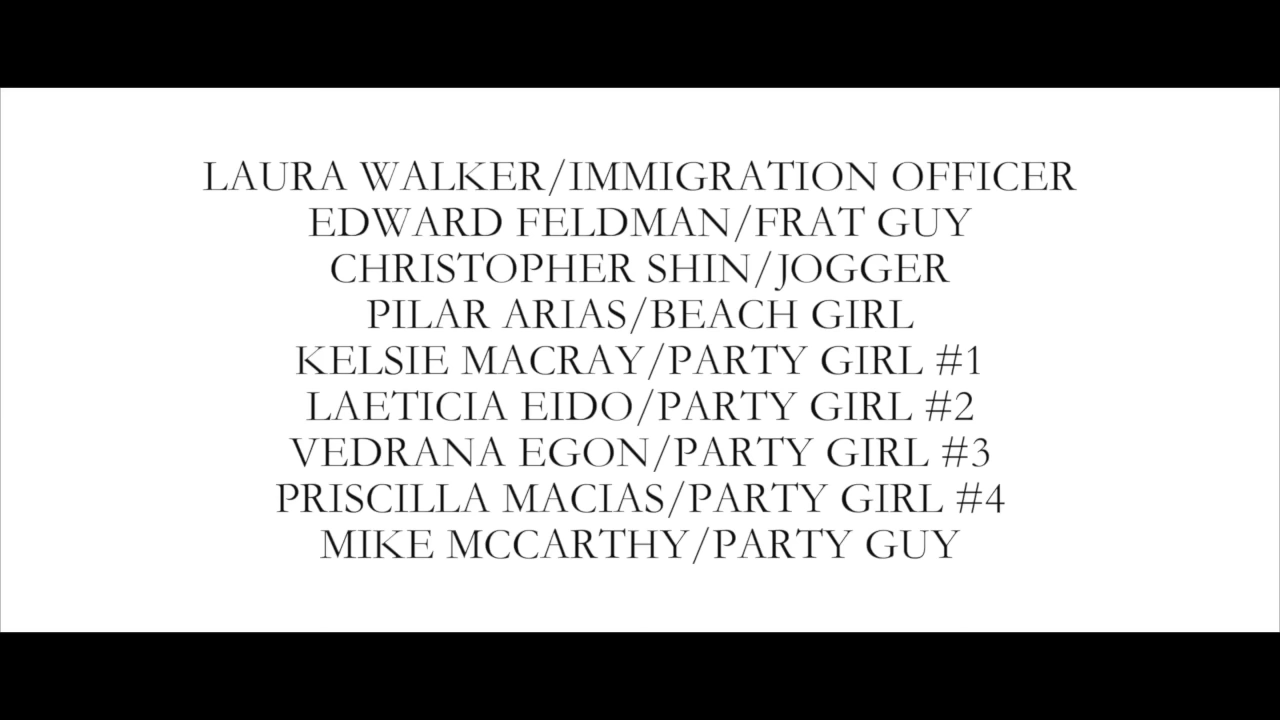 LAURA WALKER/IMMIGRATION OFFICER
EDWARD FELDMAN/FRAT GUY
CHRISTOPHER SHIN/JOGGER
PILAR ARIAS/BEACH GIRL
KELSIE MACRAY/PARTY GIRL #1
LAETICIA EIDO/PARTY GIRL #2
VEDRANA EGON/PARTY GIRL #3
PRISCILLA MACIAS/PARTY GIRL #4
MIKE MCCARTHY/PARTY GUY